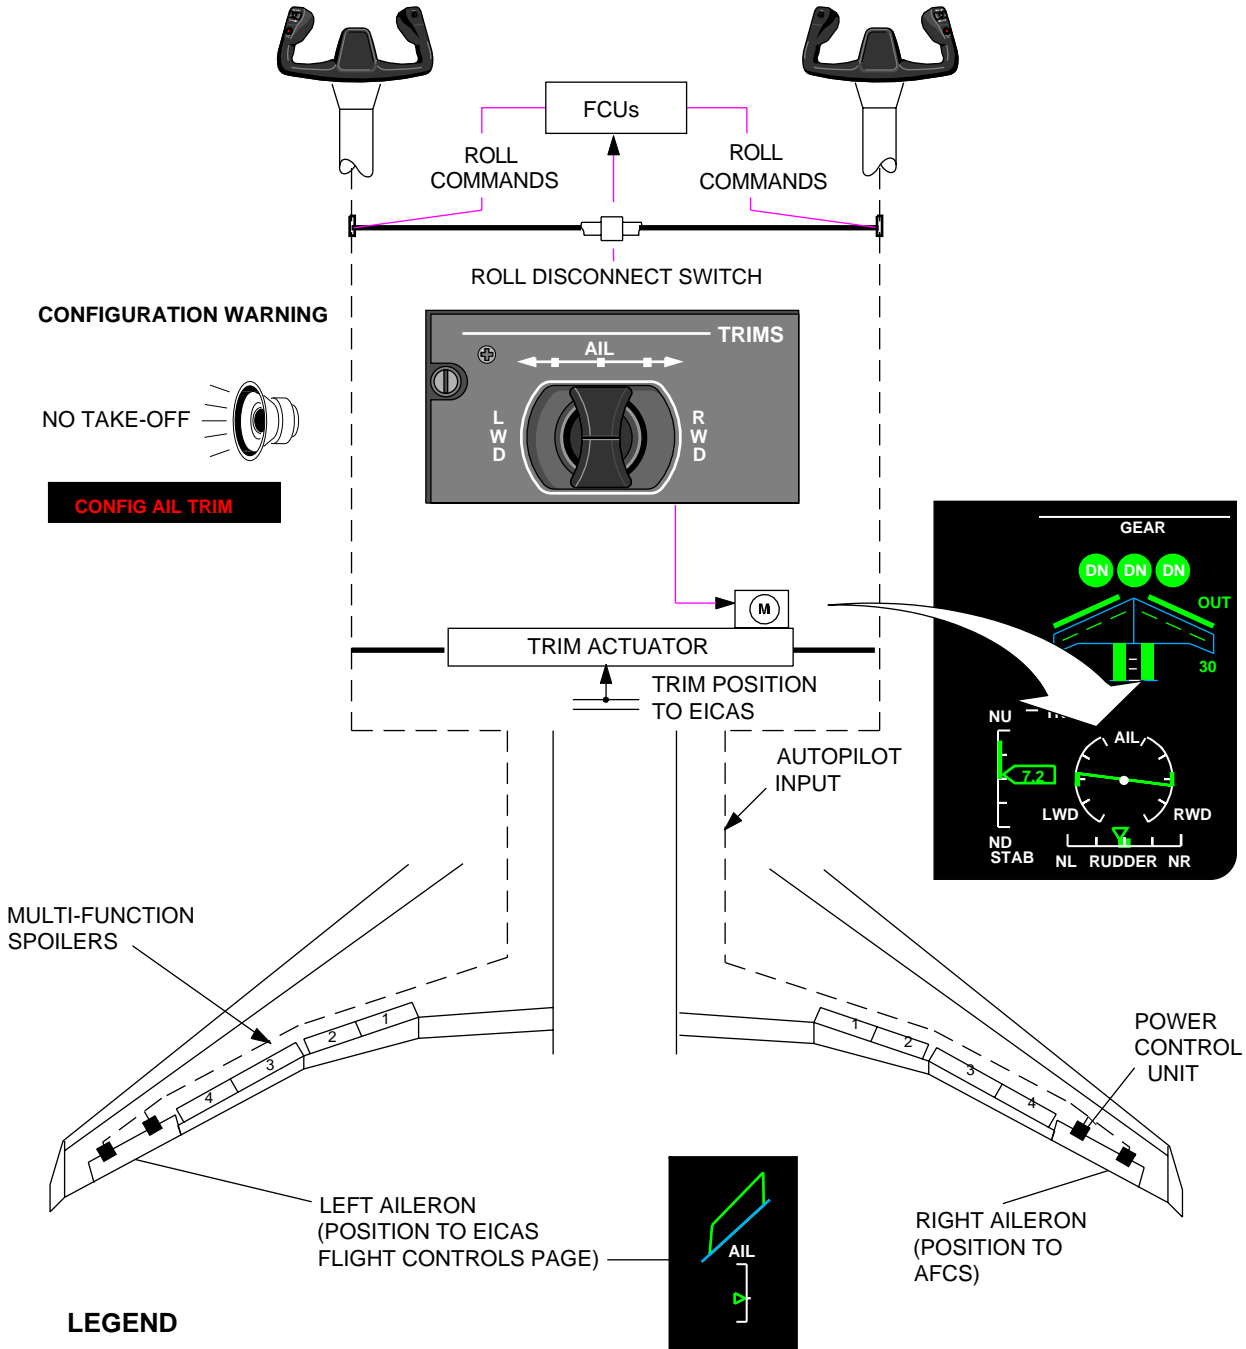 FCUs
ROLL
COMMANDS
ROLL
COMMANDS
ROLL DISCONNECT SWITCH
CONFIGURATION WARNING
NO TAKE-OFF
CONFIG AIL TRIM
TRIMS
AIL
L
W
D
R
W
D
M
TRIM ACTUATOR
TRIM POSITION
TO EICAS
GEAR
DN DN DN
OUT
30
NU
7.2
ND
STAB
AIL
LWD
RWD
NL RUDDER NR
AUTOPILOT
INPUT
MULTI-FUNCTION
SPOILERS
1
2
3
4
1
2
3
4
POWER
CONTROL
UNIT
LEFT AILERON
(POSITION TO EICAS
FLIGHT CONTROLS PAGE)
AIL
RIGHT AILERON
(POSITION TO
AFCS)
LEGEND